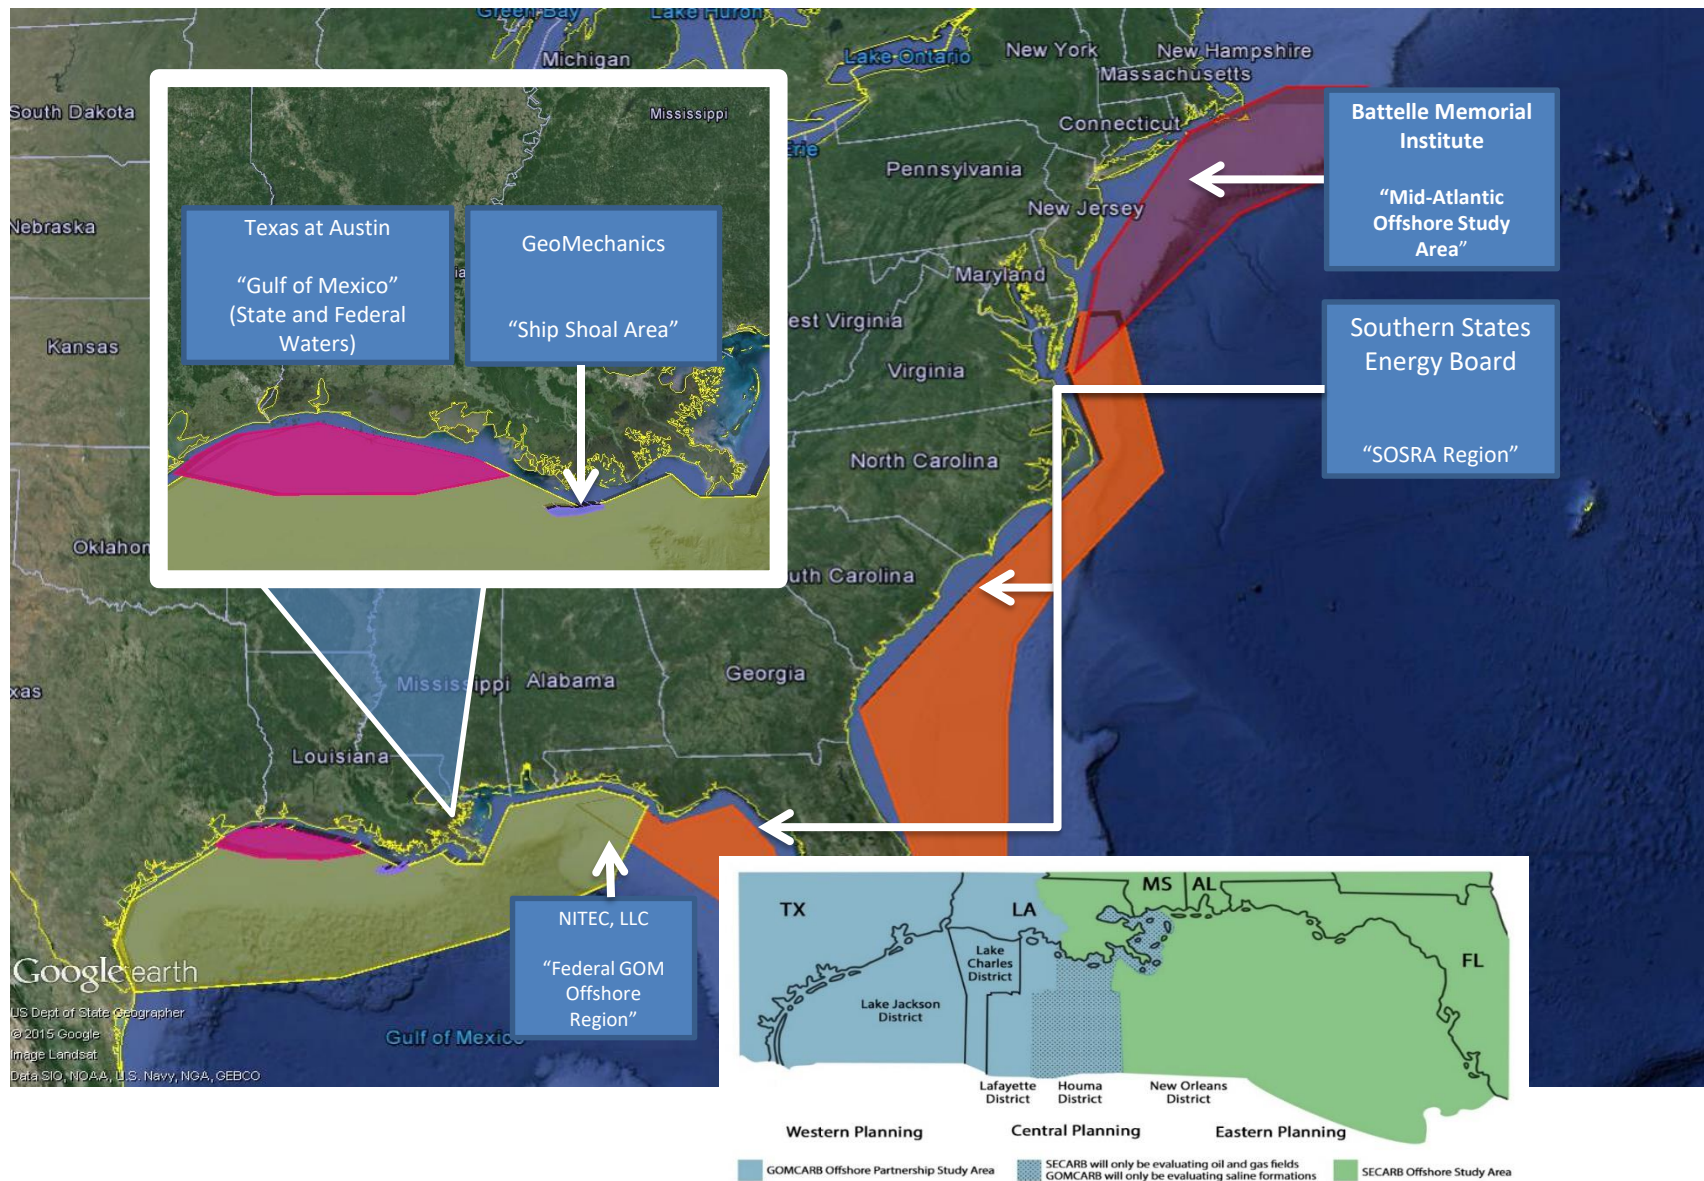 Green Bay
Lake Huron
Michigan
New York
New Hampshire
Lake Ontario
Massachusetts
South Dakota
Connecticut
Erie
Pennsylvania
New Jersey
Nebraska
Maryland
est Virginia
Kansas
Virginia
North Carolina
Oklahom
uth Carolina
Mississippi
Alabama
Georgia
xas
Louisiana
Gulf of Mexico
Mississippi
ia
Texas at Austin
“Gulf of Mexico”
(State and Federal
Waters)
GeoMechanics
“Ship Shoal Area”
Battelle Memorial
Institute
“Mid-Atlantic
Offshore Study
Area”
Southern States
Energy Board
“SOSRA Region”
NITEC, LLC
“Federal GOM
Offshore
Region”
Google earth
US Dept of State Geographer
© 2015 Google
Image Landsat
Data SIO, NOAA, U.S. Navy, NGA, GEBCO
TX
LA
MS
AL
FL
Lake
Charles
District
Lake Jackson
District
Lafayette
District
Houma
District
New Orleans
District
Western Planning
Central Planning
Eastern Planning
GOMCARB Offshore Partnership Study Area
SECARB will only be evaluating oil and gas fields
GOMCARB will only be evaluating saline formations
SECARB Offshore Study Area